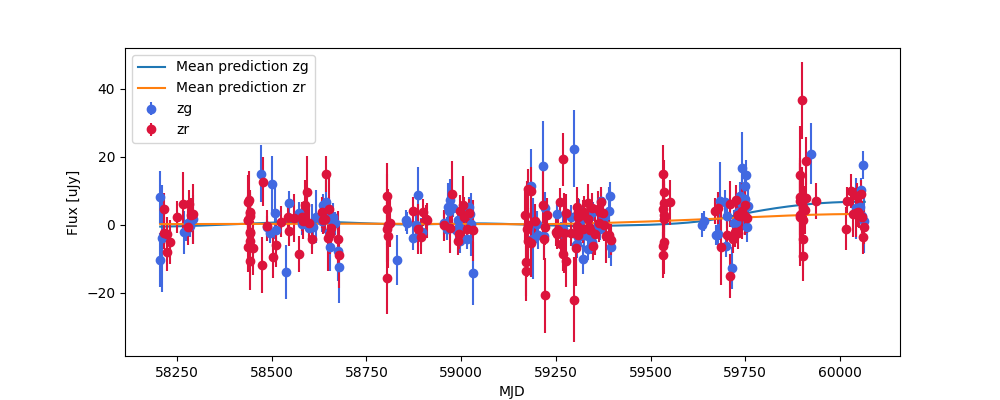 Mean prediction zg
Mean prediction zr
zg
zr
Flux [uJy]
40
20
0
−20
58250 58500 58750 59000 59250 59500 59750 60000
MJD